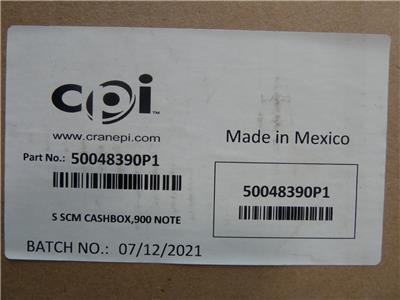 cpi™
www.cranepi.com
Made in Mexico
Part No.: 50048390P1
50048390P1
S SCM CASHBOX,900 NOTE
BATCH NO.: 07/12/2021